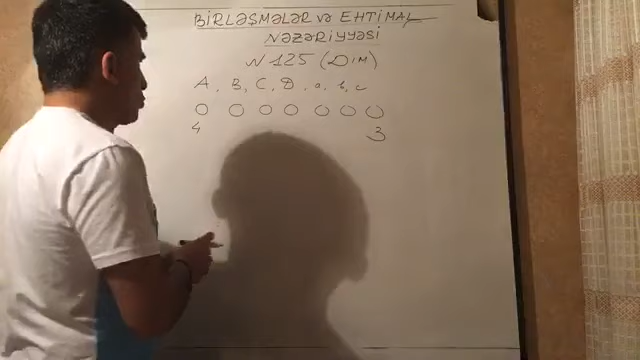 BİRLƏŞMƏLƏR VƏ EHTİMAL
NƏZƏRİYYƏSİ
№125 (DİM)
A, B, C, D, a, b, c
4 3